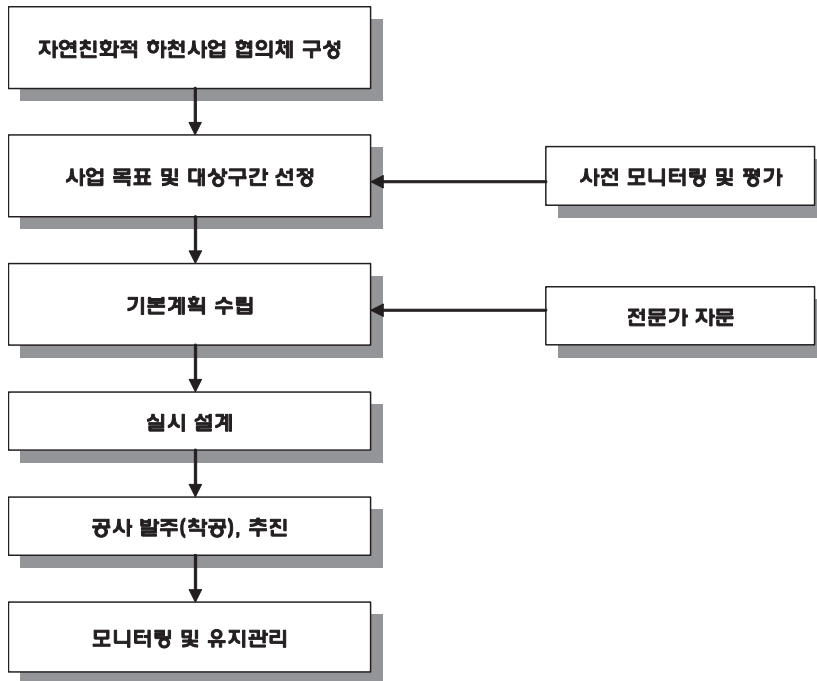 자연친화적 하천사업 협의체 구성
사업 목표 및 대상구간 선정
사전 모니터링 및 평가
기본계획 수립
전문가 자문
실시 설계
공사 발주(착공), 추진
모니터링 및 유지관리